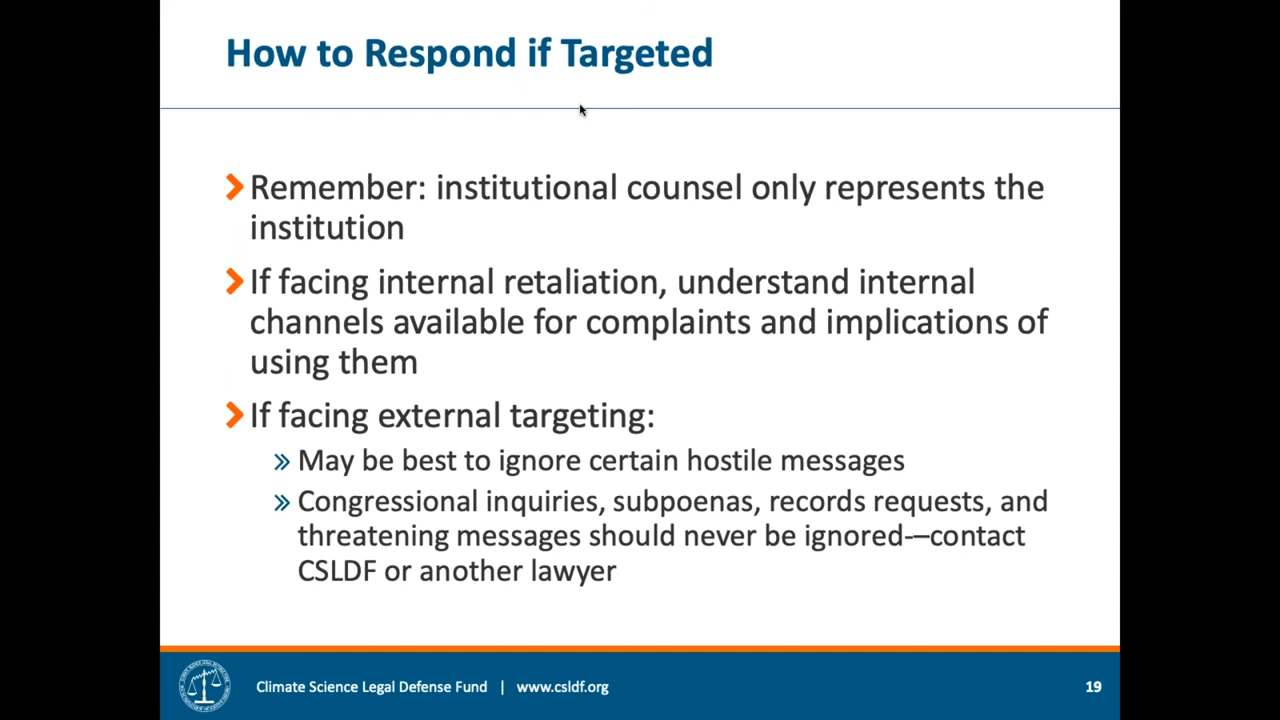 How to Respond if Targeted
Remember: institutional counsel only represents the
institution
If facing internal retaliation, understand internal
channels available for complaints and implications of
using them
If facing external targeting:
May be best to ignore certain hostile messages
Congressional inquiries, subpoenas, records requests, and
threatening messages should never be ignored-–contact
CSLDF or another lawyer
Climate Science Legal Defense Fund | www.csldf.org
19